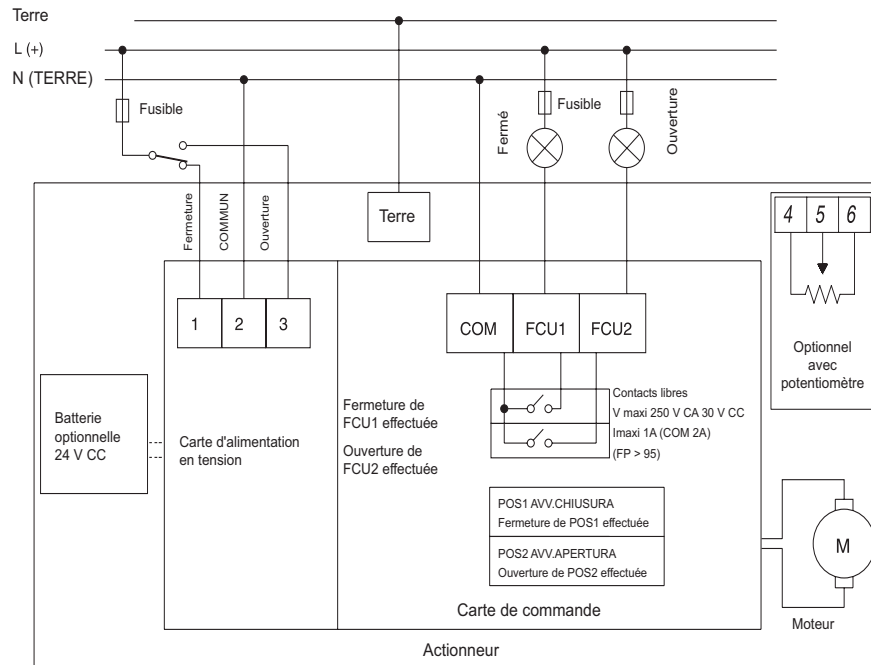 Terre
L (+)
N (TERRE)
Fusible
Fermé
Fusible
Ouverture
Fermeture
COMMUN
Ouverture
Terre
4 5 6
Optionnel
avec
potentiomètre
1 2 3
COM FCU1 FCU2
Batterie
optionnelle
24 V CC
Carte d'alimentation
en tension
Fermeture de
FCU1 effectuée
Ouverture de
FCU2 effectuée
Contacts libres
V maxi 250 V CA 30 V CC
Imaxi 1A (COM 2A)
(FP > 95)
POS1 AVV.CHIUSURA
Fermeture de POS1 effectuée
POS2 AVV.APERTURA
Ouverture de POS2 effectuée
M
Moteur
Carte de commande
Actionneur